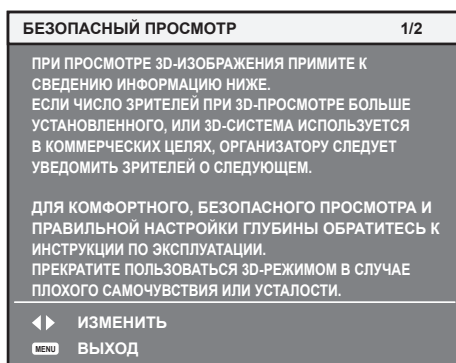 БЕЗОПАСНЫЙ ПРОСМОТР 1/2
ПРИ ПРОСМОТРЕ 3D-ИЗОБРАЖЕНИЯ ПРИМИТЕ К
СВЕДЕНИЮ ИНФОРМАЦИЮ НИЖЕ.
ЕСЛИ ЧИСЛО ЗРИТЕЛЕЙ ПРИ 3D-ПРОСМОТРЕ БОЛЬШЕ
УСТАНОВЛЕННОГО, ИЛИ 3D-СИСТЕМА ИСПОЛЬЗУЕТСЯ
В КОММЕРЧЕСКИХ ЦЕЛЯХ, ОРГАНИЗАТОРУ СЛЕДУЕТ
УВЕДОМИТЬ ЗРИТЕЛЕЙ О СЛЕДУЮЩЕМ.
ДЛЯ КОМФОРТНОГО, БЕЗОПАСНОГО ПРОСМОТРА И
ПРАВИЛЬНОЙ НАСТРОЙКИ ГЛУБИНЫ ОБРАТИТЕСЬ К
ИНСТРУКЦИИ ПО ЭКСПЛУАТАЦИИ.
ПРЕКРАТИТЕ ПОЛЬЗОВАТЬСЯ 3D-РЕЖИМОМ В СЛУЧАЕ
ПЛОХОГО САМОЧУВСТВИЯ ИЛИ УСТАЛОСТИ.
ИЗМЕНИТЬ
MENU ВЫХОД